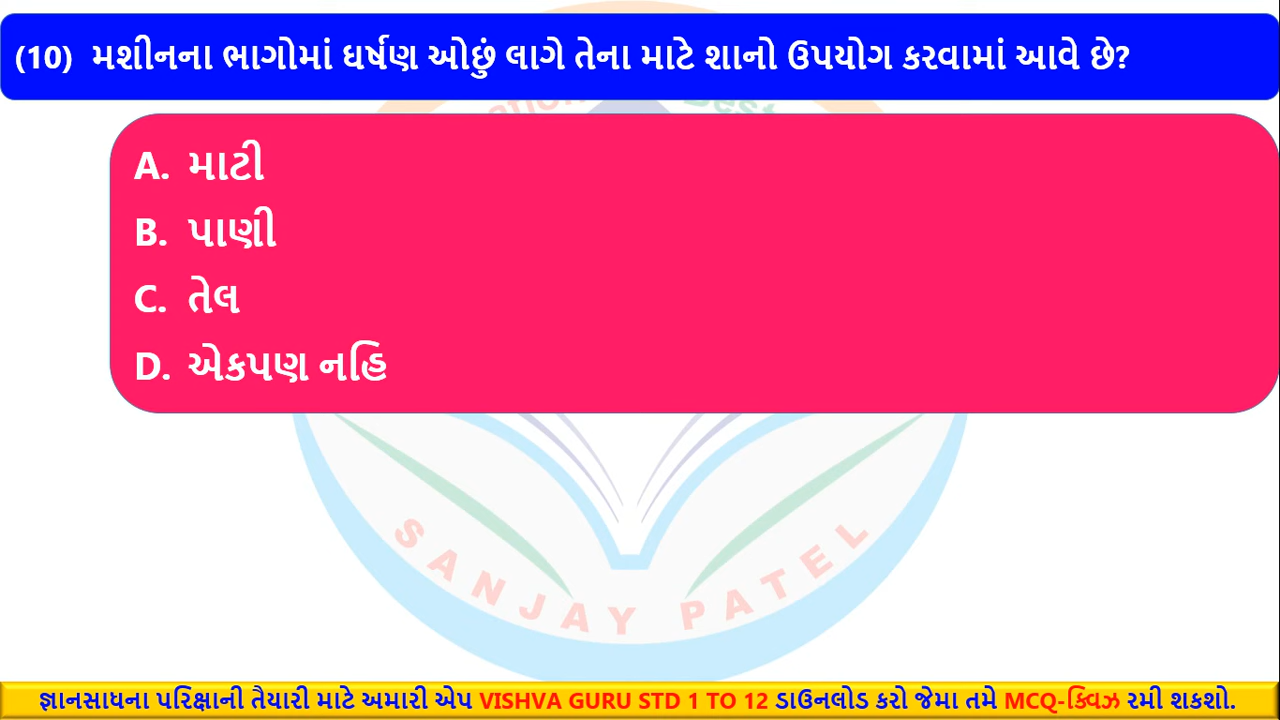 (10) મશીનના ભાગોમાં ઘર્ષણ ઓછું લાગે તેના માટે શાનો ઉપયોગ કરવામાં આવે છે?
A. માટી
B. પાણી
C. તેલ
D. એકપણ નહિ
SANJAY PATEL
જ્ઞાનસાધના પરિક્ષાની તૈયારી માટે અમારી એપ VISHVA GURU STD 1 TO 12 ડાઉનલોડ કરો જેમા તમે MCQ-ક્વિઝ રમી શકશો.